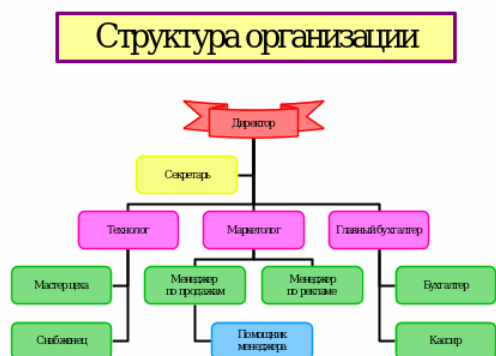 Структура организации
Директор
Секретарь
Технолог
Маркетолог
Главный бухгалтер
Мастер цеха
Менеджер
по продажам
Менеджер
по рекламе
Бухгалтер
Снабженец
Помощник
менеджера
Кассир